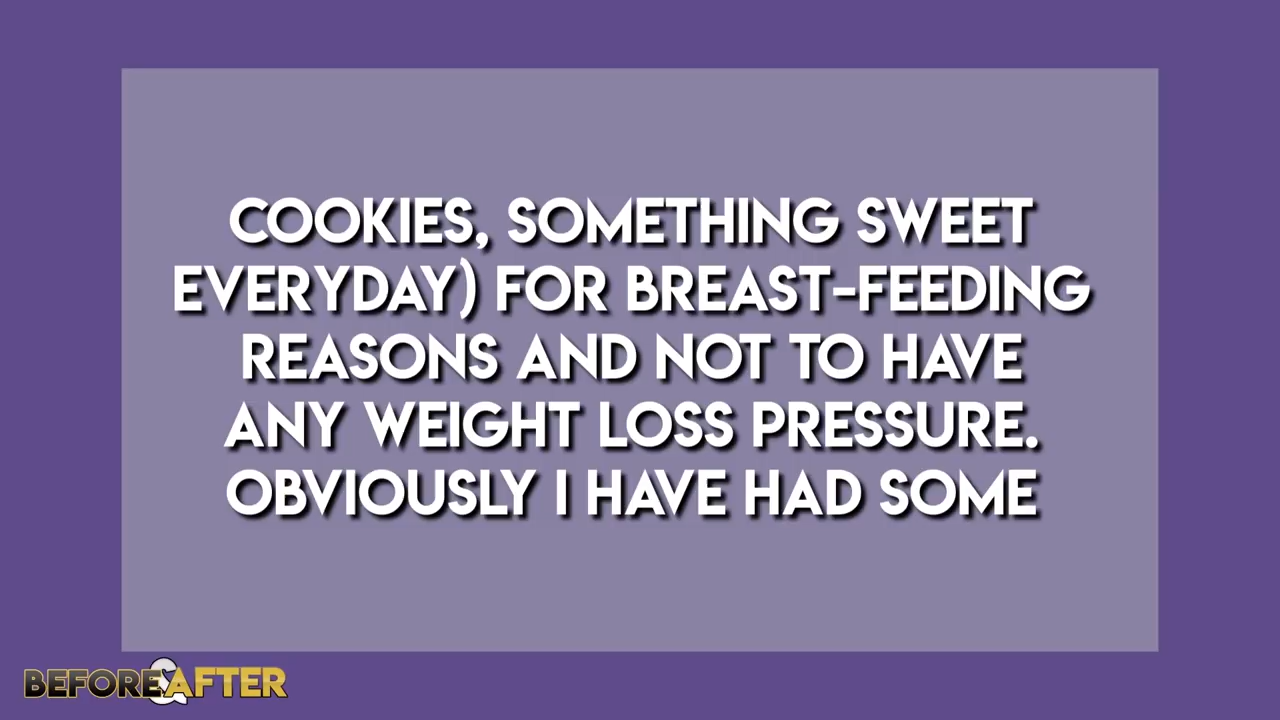 COOKIES, SOMETHING SWEET
EVERYDAY) FOR BREAST-FEEDING
REASONS AND NOT TO HAVE
ANY WEIGHT LOSS PRESSURE.
OBVIOUSLY I HAVE HAD SOME
BEFORE&AFTER